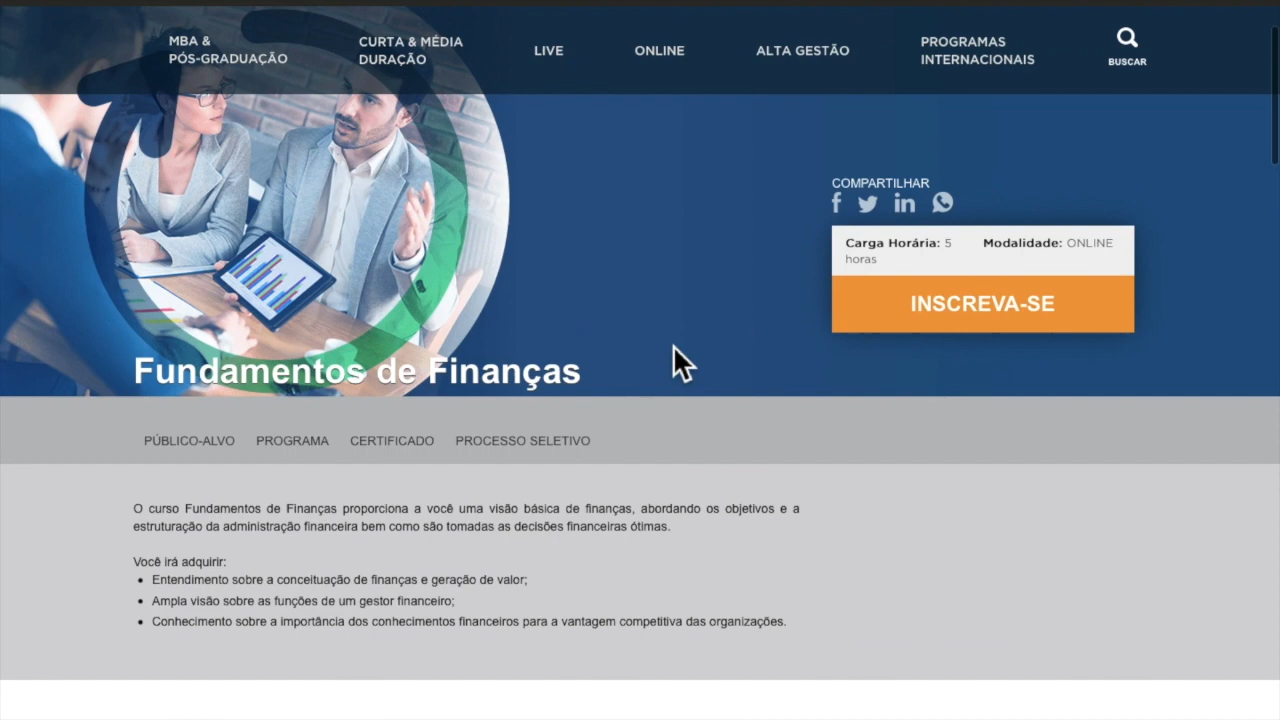 MBA &
PÓS-GRADUAÇÃO
CURTA & MÉDIA
DURAÇÃO
LIVE
ONLINE
ALTA GESTÃO
PROGRAMAS
INTERNACIONAIS
BUSCAR
COMPARTILHAR
Carga Horária: 5
horas
Modalidade: ONLINE
INSCREVA-SE
Fundamentos de Finanças
PÚBLICO-ALVO PROGRAMA CERTIFICADO PROCESSO SELETIVO
O curso Fundamentos de Finanças proporciona a você uma visão básica de finanças, abordando os objetivos e a
estruturação da administração financeira bem como são tomadas as decisões financeiras ótimas.
Você irá adquirir:
• Entendimento sobre a conceituação de finanças e geração de valor;
• Ampla visão sobre as funções de um gestor financeiro;
• Conhecimento sobre a importância dos conhecimentos financeiros para a vantagem competitiva das organizações.